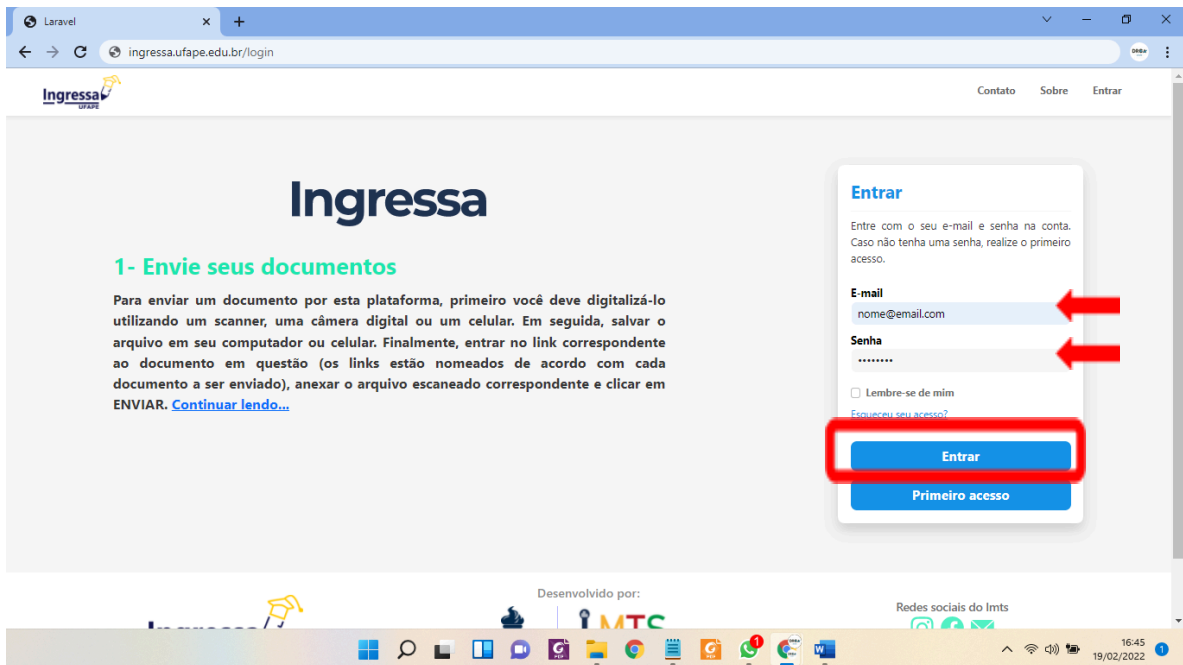 Laravel
ingressa.ufape.edu.br/login
Ingressa
UFAPE
Contato Sobre Entrar
Ingressa
1- Envie seus documentos
Para enviar um documento por esta plataforma, primeiro você deve digitalizá-lo
utilizando um scanner, uma câmera digital ou um celular. Em seguida, salvar o
arquivo em seu computador ou celular. Finalmente, entrar no link correspondente
ao documento em questão (os links estão nomeados de acordo com cada
documento a ser enviado), anexar o arquivo escaneado correspondente e clicar em
ENVIAR. Continuar lendo...
Entrar
Entre com o seu e-mail e senha na conta.
Caso não tenha uma senha, realize o primeiro
acesso.
E-mail
nome@email.com
Senha
••••••••
Lembre-se de mim
Esqueceu seu acesso?
Entrar
Primeiro acesso
Desenvolvido por:
LMTS
Redes sociais do lmts
Ingressa
16:45
19/02/2022
1